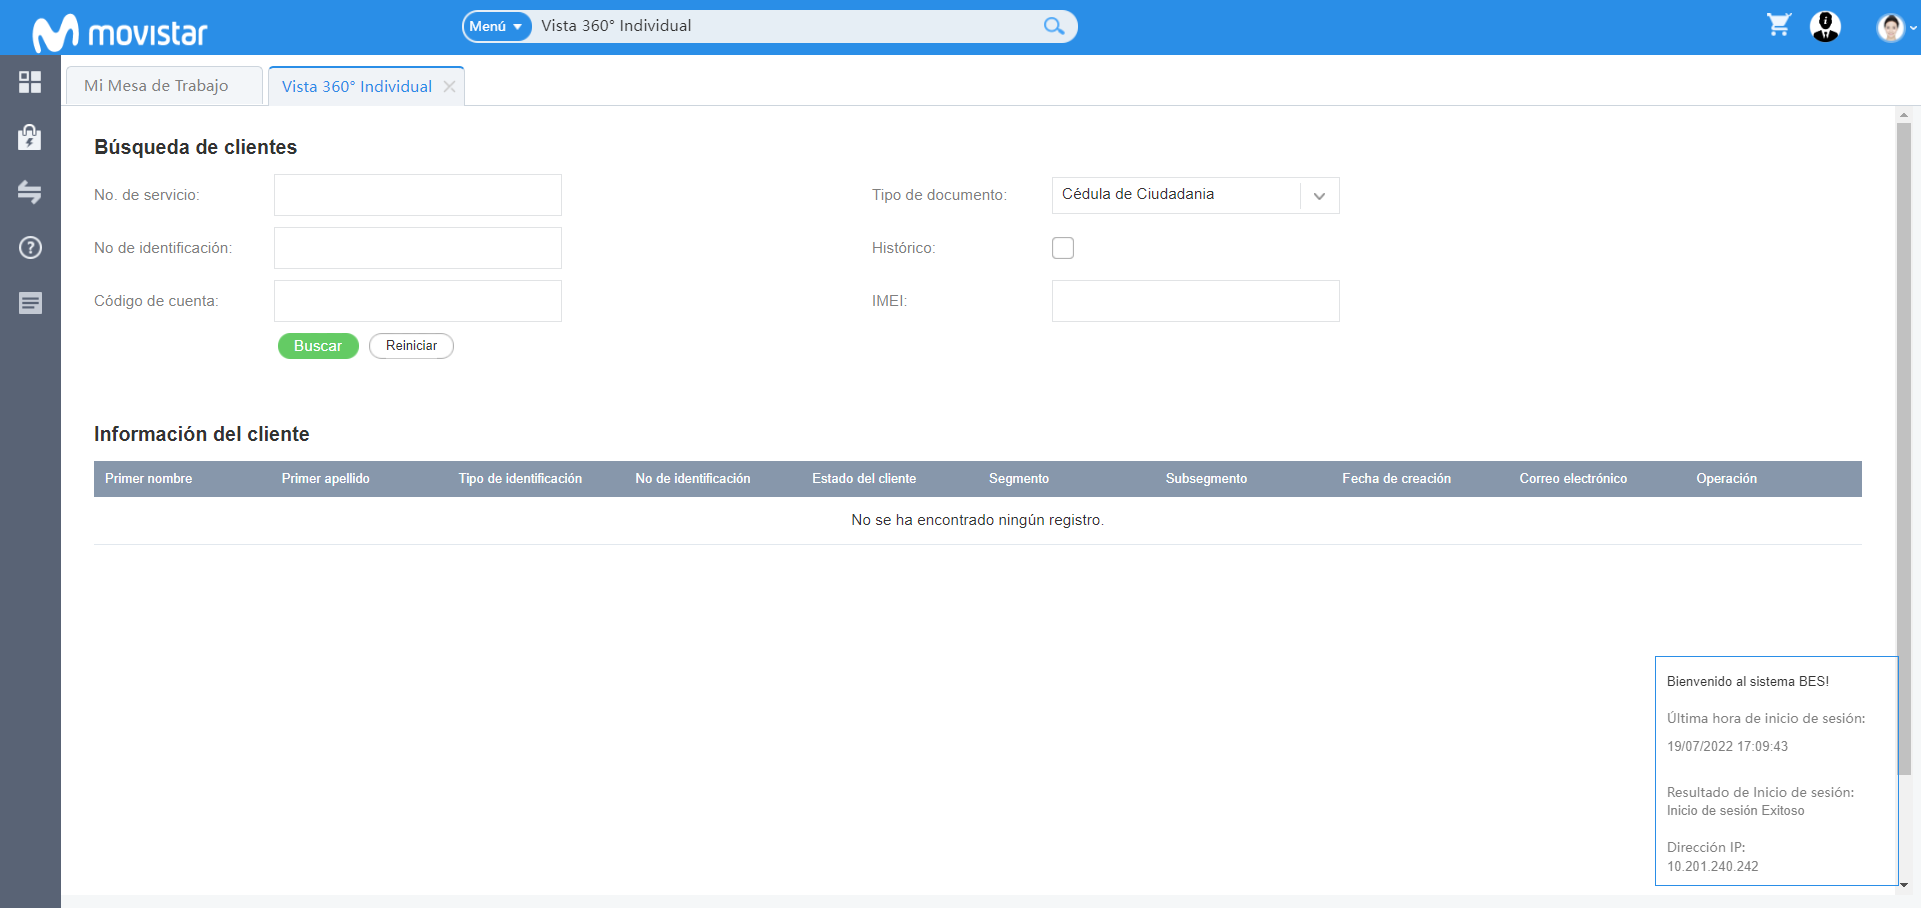 movistar
Menú
Vista 360° Individual
Mi Mesa de Trabajo
Vista 360° Individual
Búsqueda de clientes
No. de servicio:
Tipo de documento:
Cédula de Ciudadania
No de identificación:
Histórico:
Código de cuenta:
IMEI:
Buscar
Reiniciar
Información del cliente
Primer nombre Primer apellido Tipo de identificación No de identificación Estado del cliente Segmento Subsegmento Fecha de creación Correo electrónico Operación
No se ha encontrado ningún registro.
Bienvenido al sistema BES!
Última hora de inicio de sesión:
19/07/2022 17:09:43
Resultado de Inicio de sesión:
Inicio de sesión Exitoso
Dirección IP:
10.201.240.242